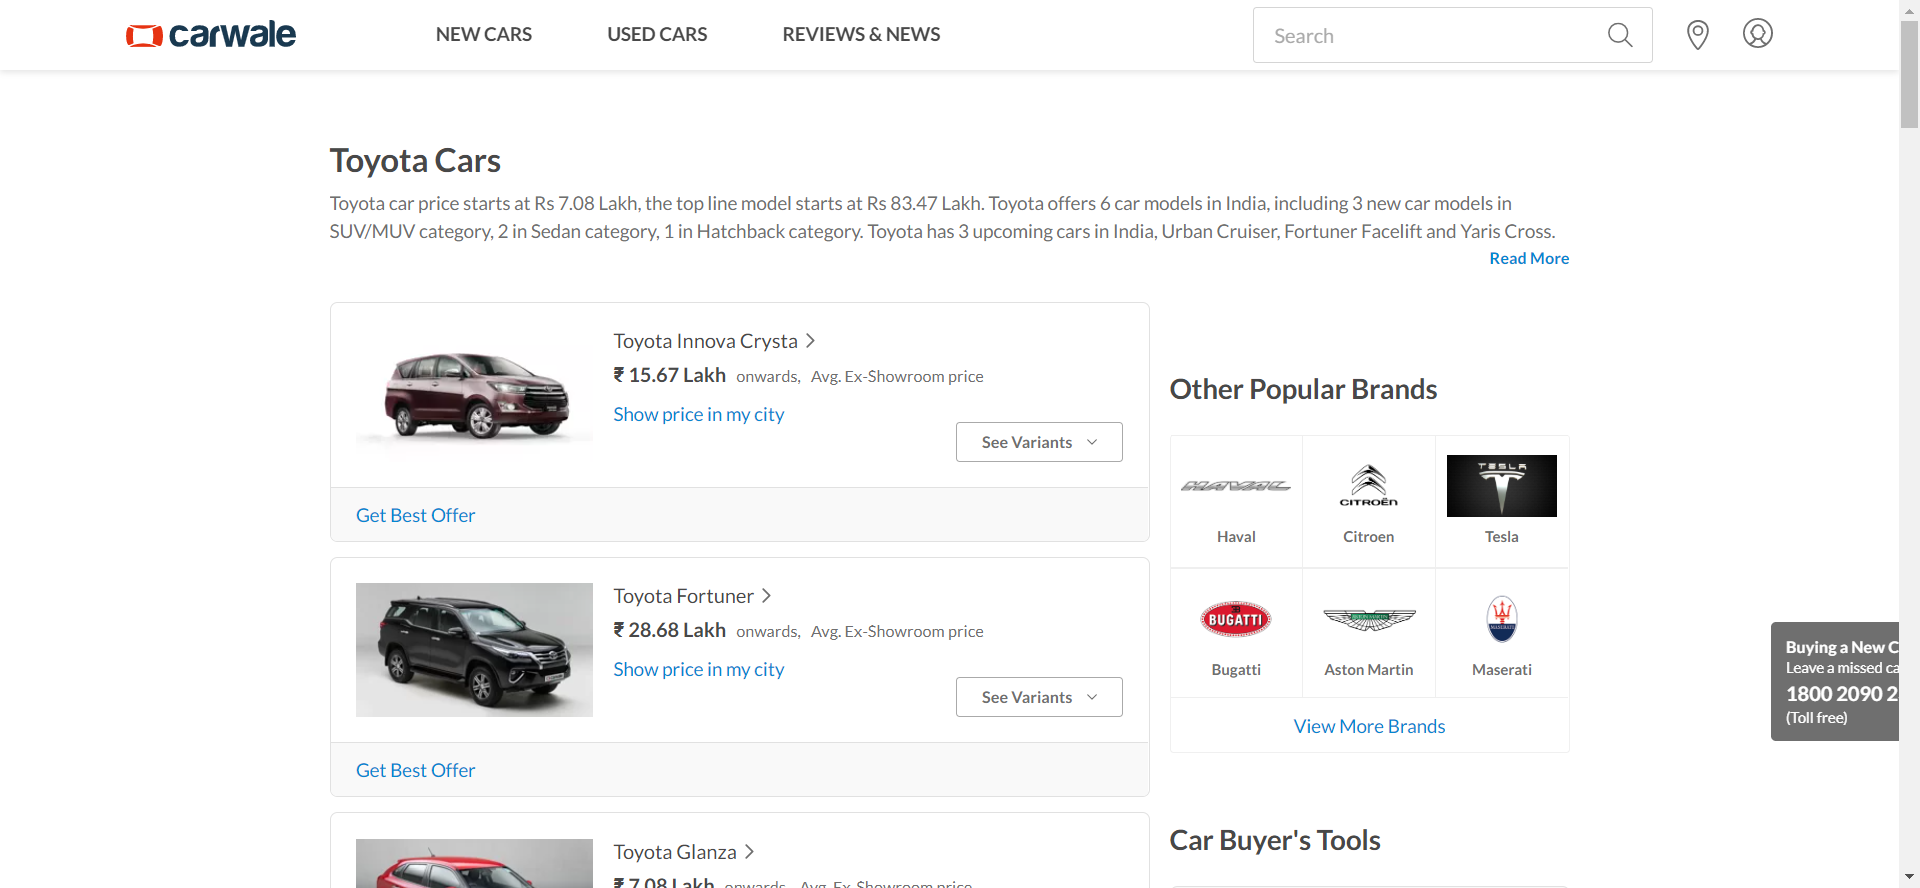 carwale
NEW CARS
USED CARS
REVIEWS & NEWS
Search
Toyota Cars
Toyota car price starts at Rs 7.08 Lakh, the top line model starts at Rs 83.47 Lakh. Toyota offers 6 car models in India, including 3 new car models in
SUV/MUV category, 2 in Sedan category, 1 in Hatchback category. Toyota has 3 upcoming cars in India, Urban Cruiser, Fortuner Facelift and Yaris Cross.
Read More
Toyota Innova Crysta
₹ 15.67 Lakh onwards, Avg. Ex-Showroom price
Show price in my city
See Variants
Get Best Offer
Toyota Fortuner
₹ 28.68 Lakh onwards, Avg. Ex-Showroom price
Show price in my city
See Variants
Get Best Offer
Toyota Glanza
₹ 7.08 Lakh onwards, Avg. Ex-Showroom price
Other Popular Brands
HAVAL
CITROËN
TESLA
Haval
Citroen
Tesla
BUGATTI
ASTON MARTIN
MASERATI
Bugatti
Aston Martin
Maserati
View More Brands
Car Buyer's Tools
Buying a New C
Leave a missed ca
1800 2090 2
(Toll free)